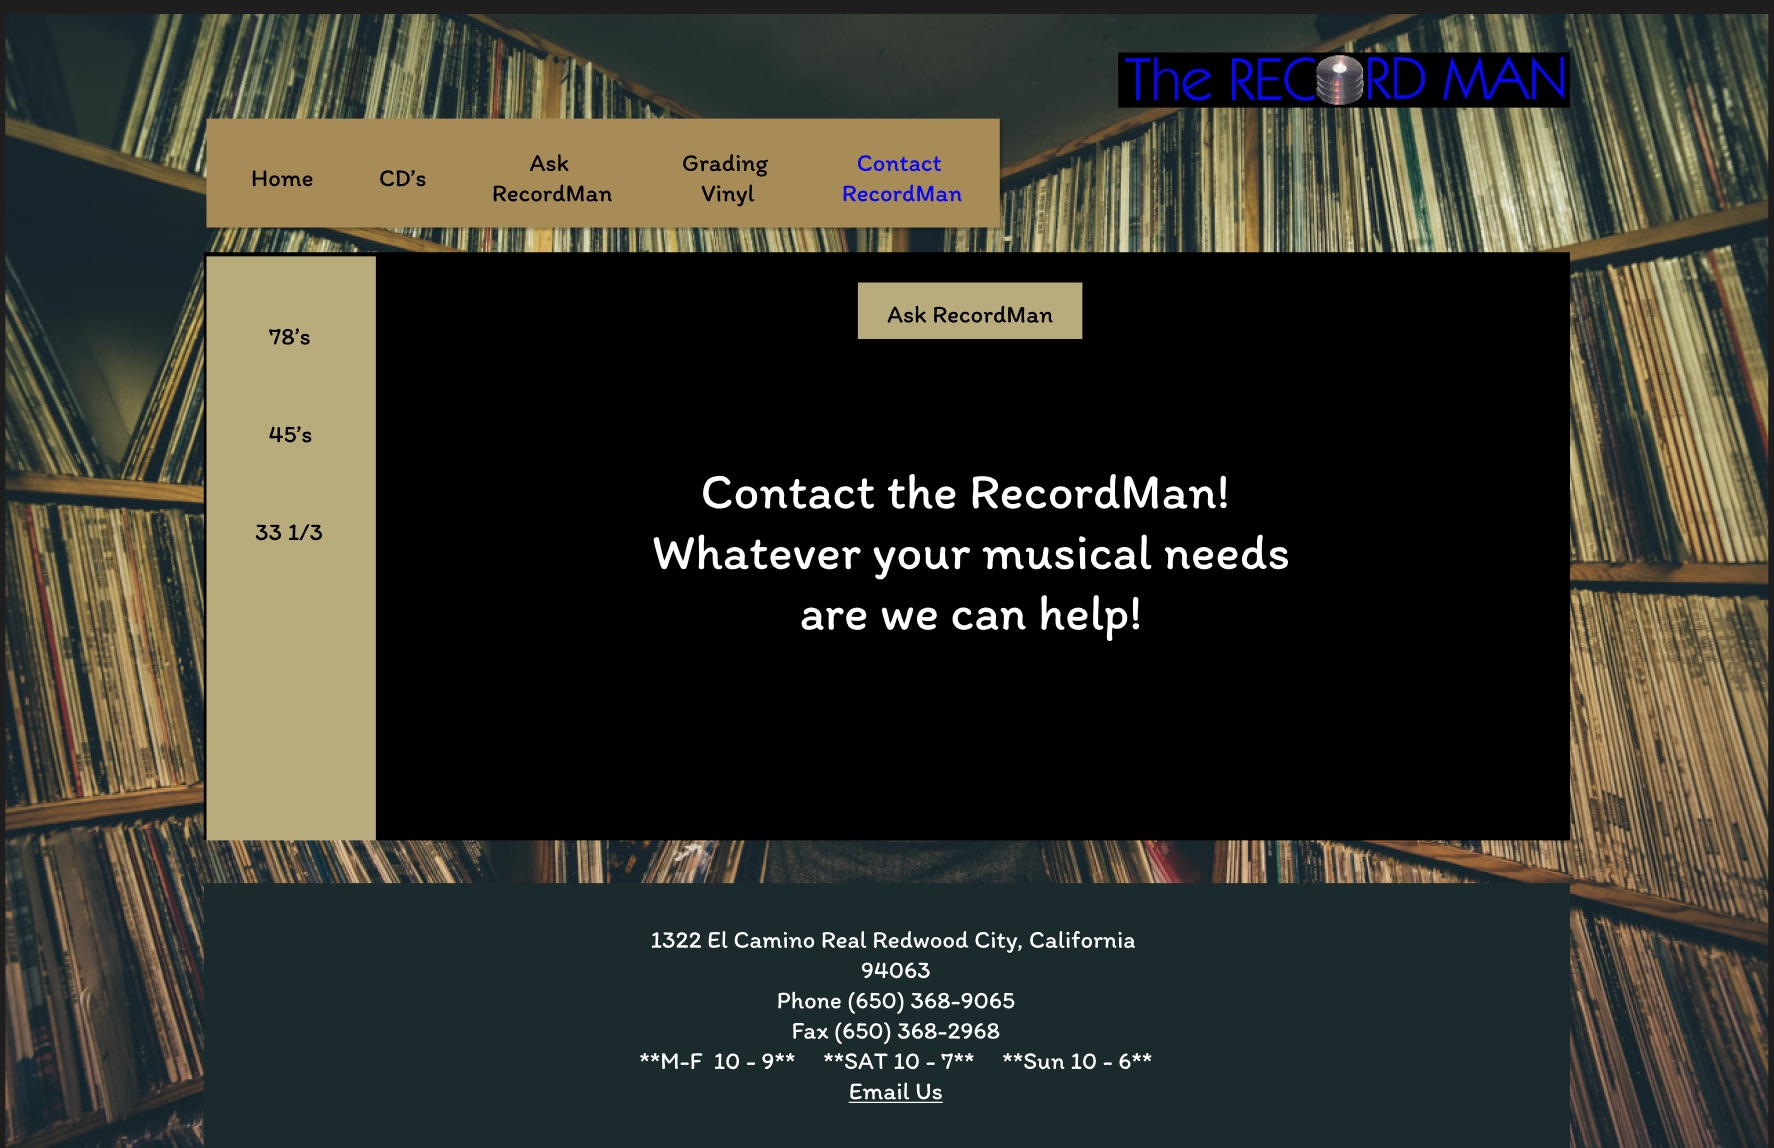 The RECORD MAN
Home
CD's
Ask
RecordMan
Grading
Vinyl
Contact
RecordMan
78's
45's
33 1/3
Ask RecordMan
Contact the RecordMan!
Whatever your musical needs
are we can help!
1322 El Camino Real Redwood City, California
94063
Phone (650) 368-9065
Fax (650) 368-2968
**M-F 10 - 9** **SAT 10 - 7** **Sun 10 - 6**
Email Us